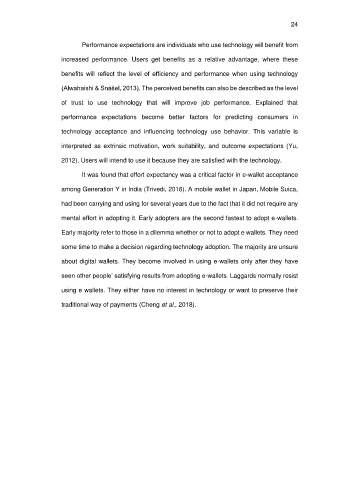 24
Performance expectations are individuals who use technology will benefit from
increased performance. Users get benefits as a relative advantage, where these
benefits will reflect the level of efficiency and performance when using technology
(Alwahaishi & Snášel, 2013). The perceived benefits can also be described as the level
of trust to use technology that will improve job performance. Explained that
performance expectations become better factors for predicting consumers in
technology acceptance and influencing technology use behavior. This variable is
interpreted as extrinsic motivation, work suitability, and outcome expectations (Yu,
2012). Users will intend to use it because they are satisfied with the technology.
It was found that effort expectancy was a critical factor in e-wallet acceptance
among Generation Y in India (Trivedi, 2016). A mobile wallet in Japan, Mobile Suica,
had been carrying and using for several years due to the fact that it did not require any
mental effort in adopting it. Early adopters are the second fastest to adopt e-wallets.
Early majority refer to those in a dilemma whether or not to adopt e wallets. They need
some time to make a decision regarding technology adoption. The majority are unsure
about digital wallets. They become involved in using e-wallets only after they have
seen other people' satisfying results from adopting e-wallets. Laggards normally resist
using e wallets. They either have no interest in technology or want to preserve their
traditional way of payments (Cheng et al., 2018).